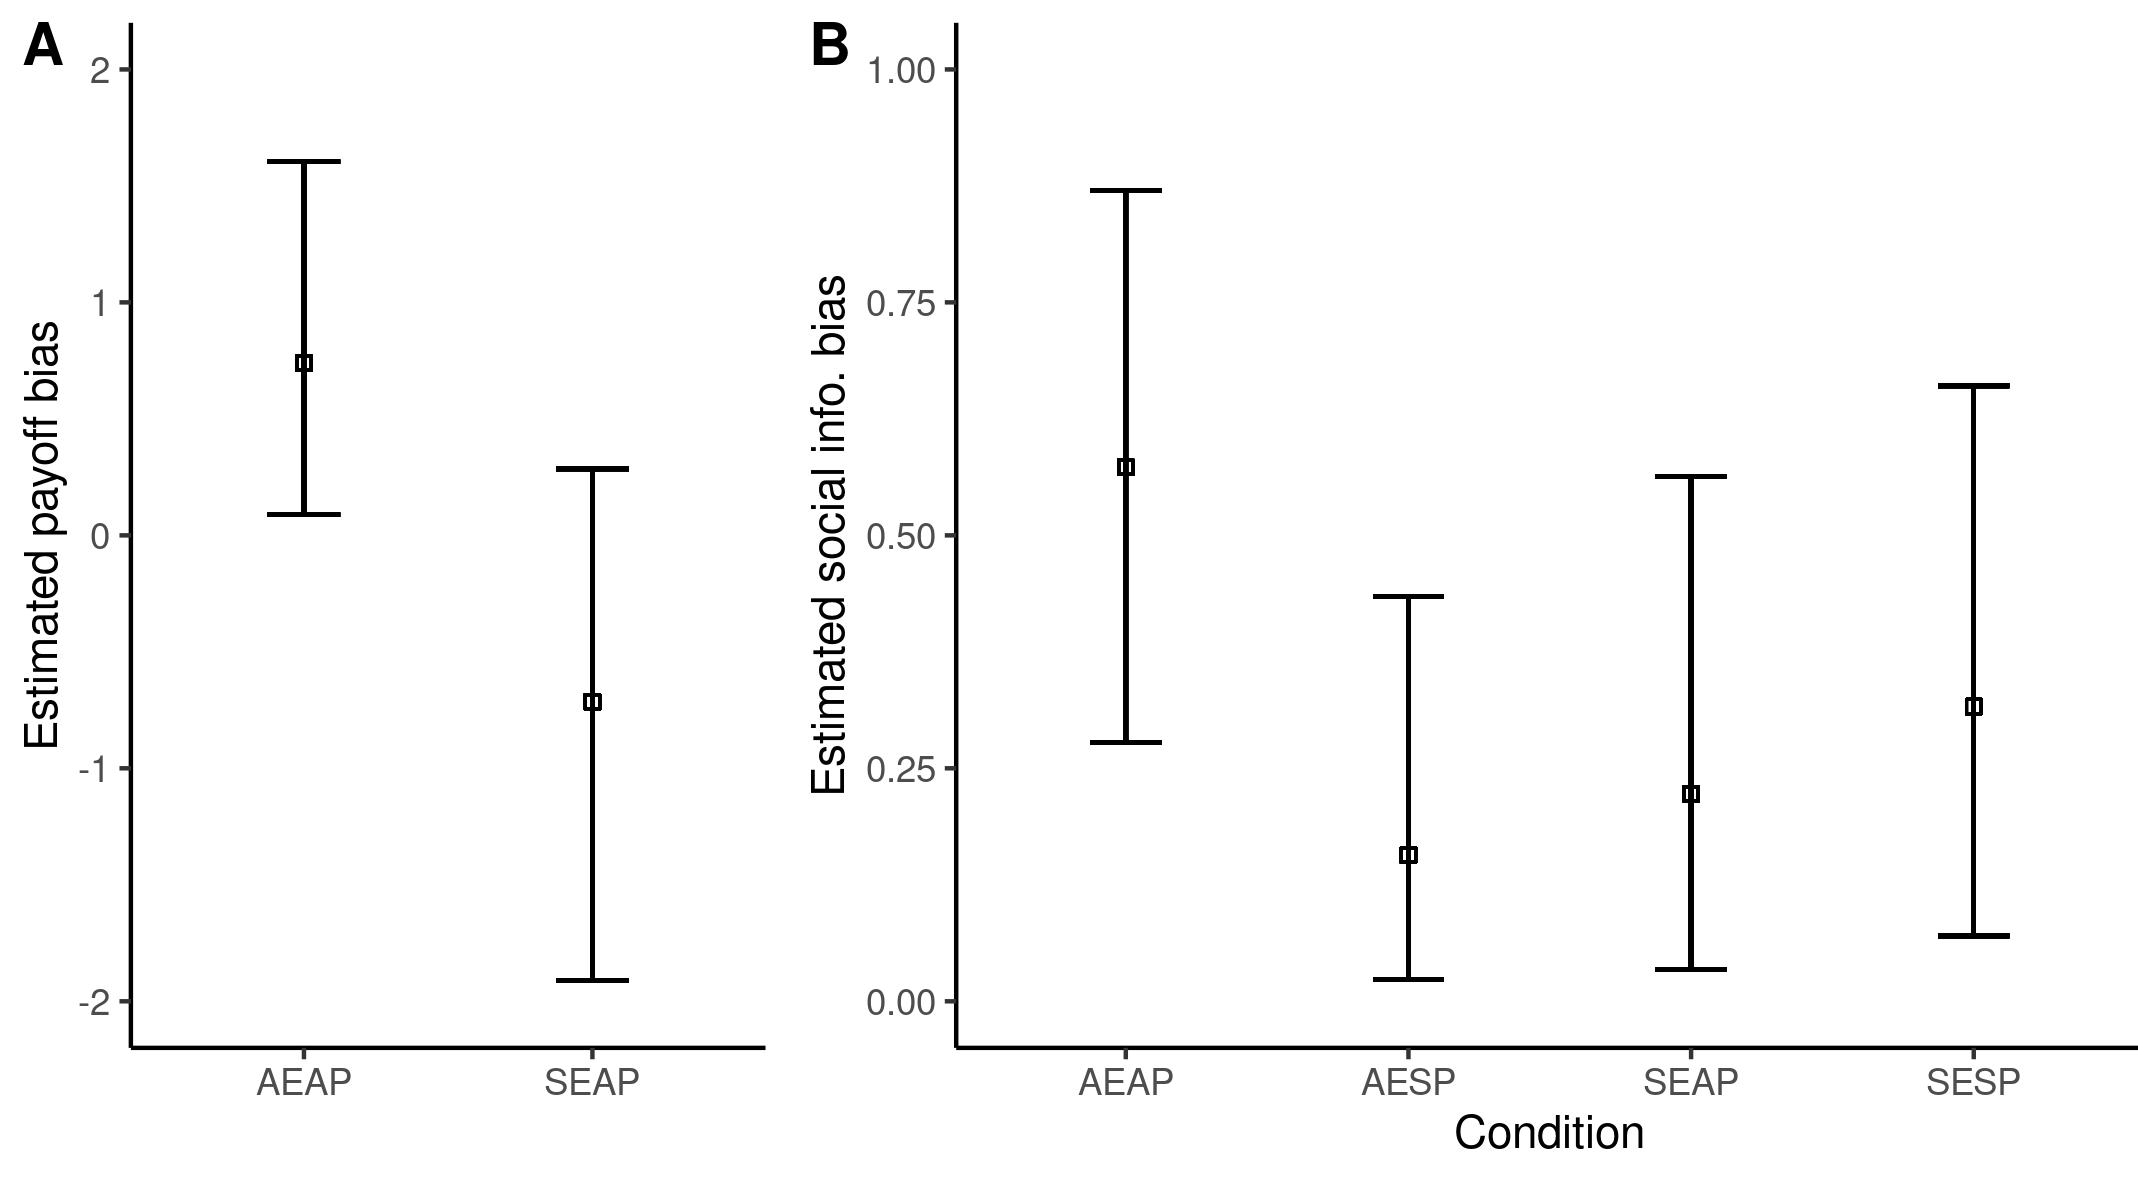 A
2
1
0
-1
-2
Estimated payoff bias
AEAP SEAP
B
1.00
0.75
0.50
0.25
0.00
Estimated social info. bias
AEAP AESP SEAP SESP
Condition